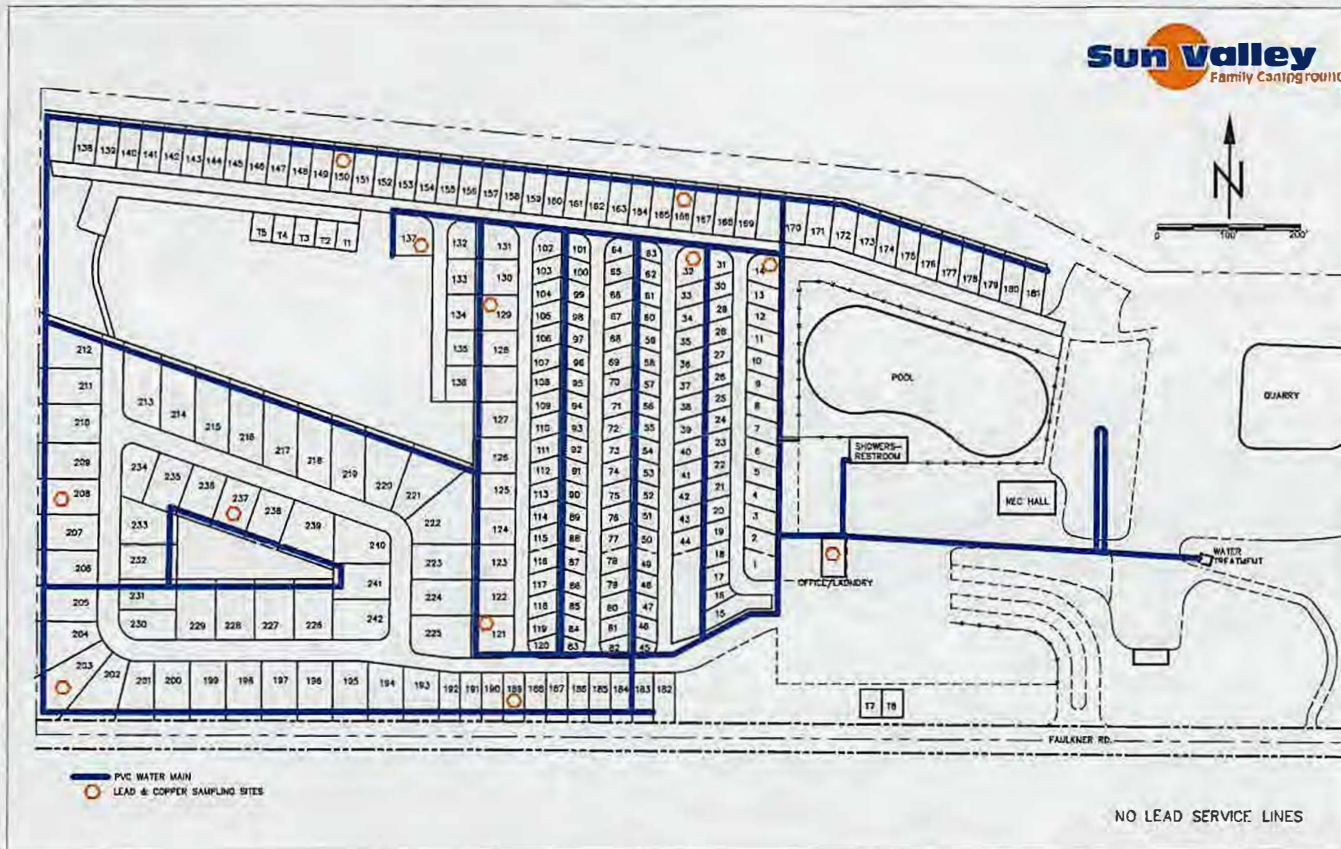 Sun Valley
Family Campground
N
0 100' 200'
138 139 140 141 142 143 144 145 146 147 148 149 150 151 152 153 154 155 156 157 158 159 160 161 162 163 164 165 166 167 168 169
170 171 172 173 174 175 176 177 178 179 180 181
T5 T4 T3 T2 T1
137
132 133 134 135 136
131 130 129 128 127 126 125 124 123 122 121
102 103 104 105 106 107 108 109 110 111 112 113 114 115 116 117 118 119 120
101 100 99 98 97 96 95 94 93 92 91 90 89 88 87 86 85 84 83
64 65 66 67 68 69 70 71 72 73 74 75 76 77 78 79 80 81 82
63 62 61 60 59 58 57 56 55 54 53 52 51 50 49 48 47 46 45
32 33 34 35 36 37 38 39 40 41 42 43 44
31 30 29 28 27 26 25 24 23 22 21 20 19 18 17 16 15
14 13 12 11 10 9 8 7 6 5 4 3 2 1
POOL
QUARRY
SHOWERS-
RESTROOM
REC HALL
WATER
TREATMENT
OFFICE/LAUNDRY
212 211 210 209 208 207 206 205 204 203 202
213 214 215 216 217 218 219 220 221
222 223 224 225
234 235 236 237 238 239 240 241 242
233 232 231 230 229 228 227 226
201 200 199 198 197 196 195 194 193 192 191 190 189 188 187 186 185 184 183 182
T7 T6
FAULKNER RD.
PVC WATER MAIN
LEAD & COPPER SAMPLING SITES
NO LEAD SERVICE LINES